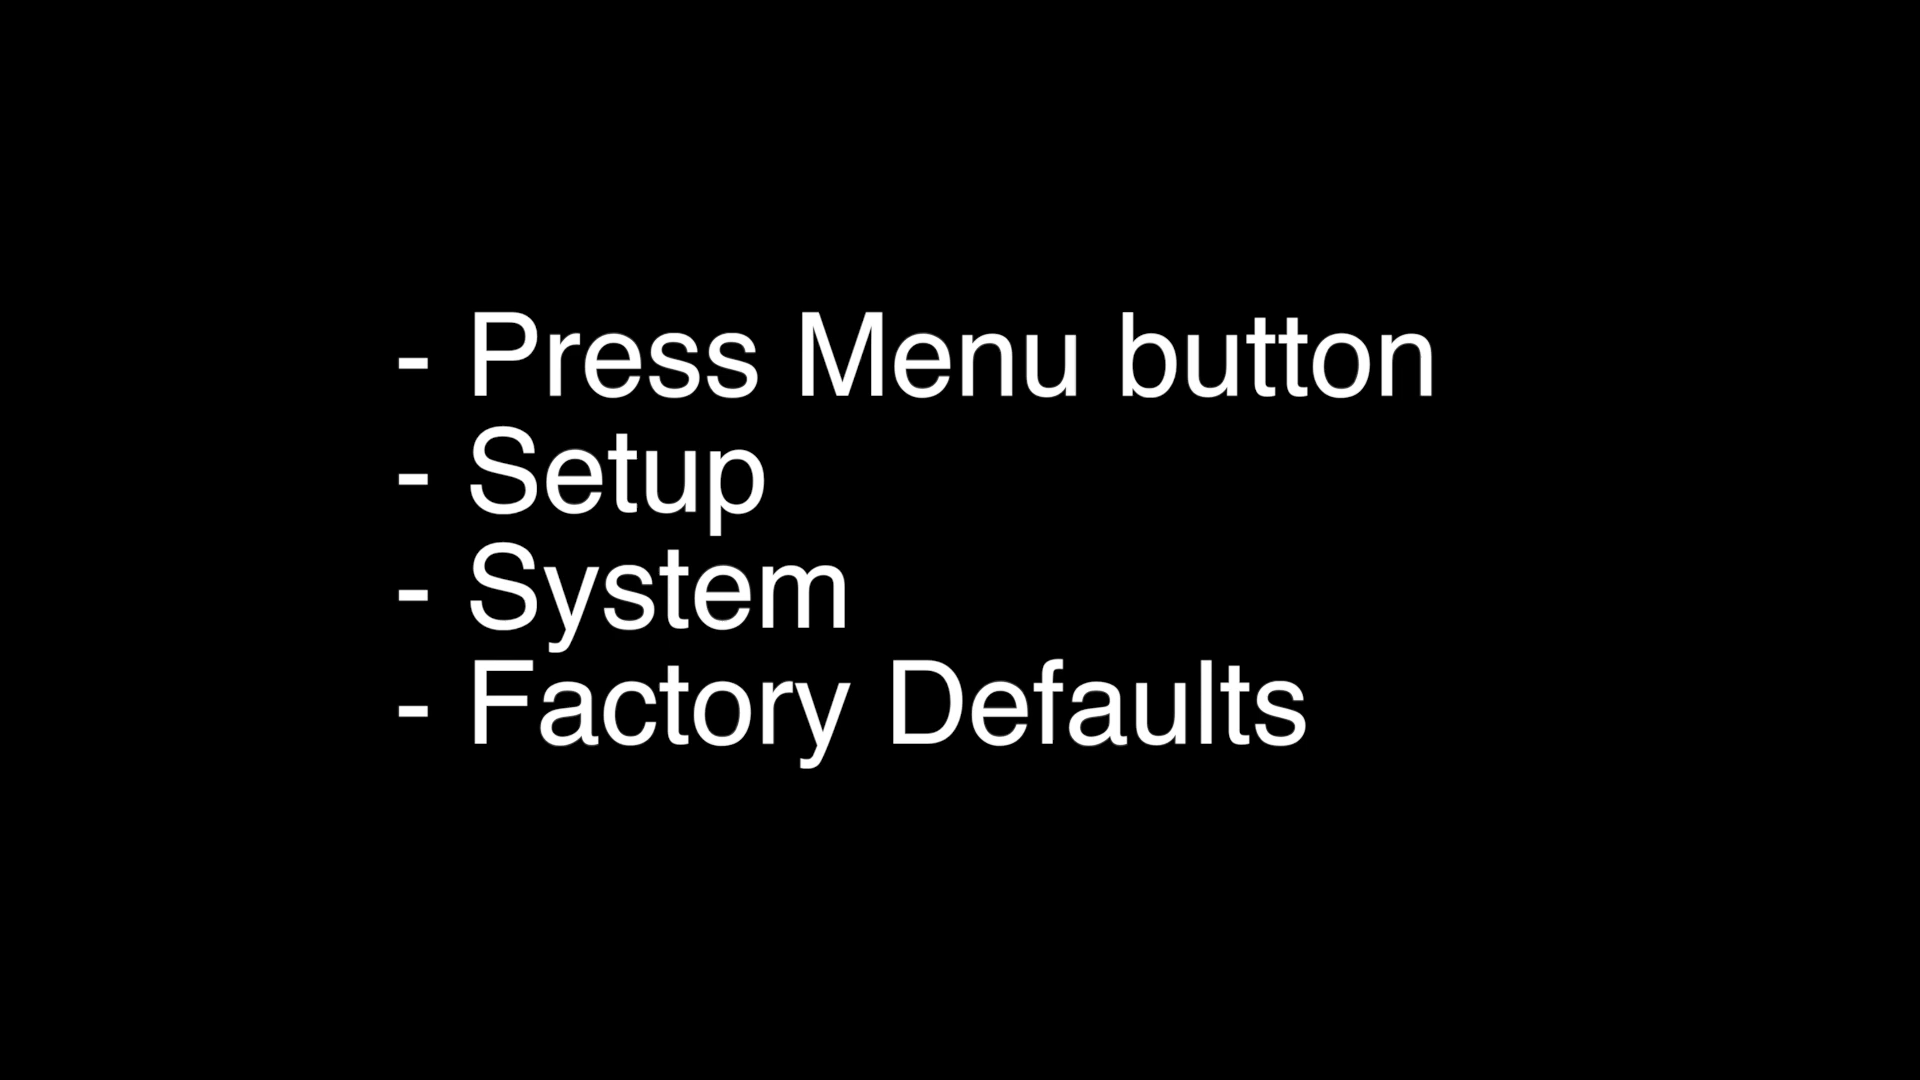 - Press Menu button
- Setup
- System
- Factory Defaults